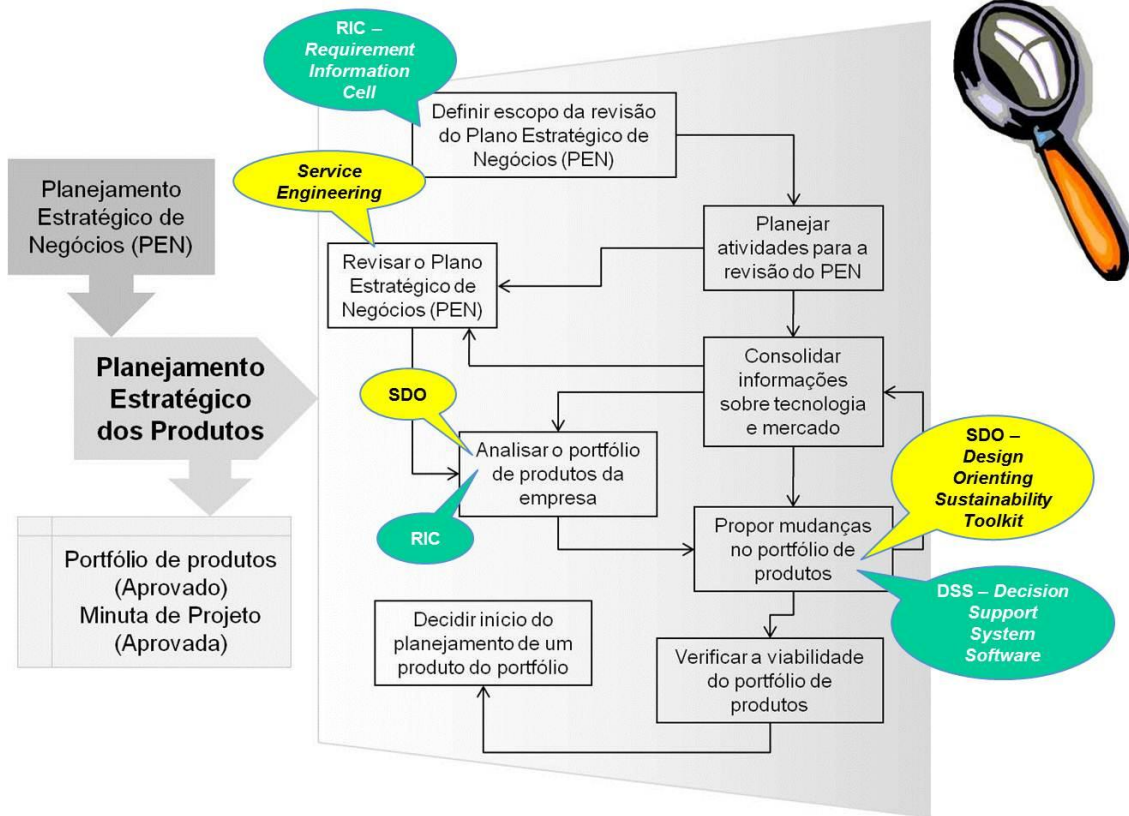 RIC –
Requirement
Information
Cell
Definir escopo da revisão
do Plano Estratégico de
Negócios (PEN)
Service
Engineering
Planejamento
Estratégico de
Negócios (PEN)
Planejar
atividades para a
revisão do PEN
Revisar o Plano
Estratégico de
Negócios (PEN)
Planejamento
Estratégico
dos Produtos
Consolidar
informações
sobre tecnologia
e mercado
SDO
Analisar o portfólio
de produtos da
empresa
SDO –
Design
Orienting
Sustainability
Toolkit
RIC
Propor mudanças
no portfólio de
produtos
Portfólio de produtos
(Aprovado)
Minuta de Projeto
(Aprovada)
DSS – Decision
Support
System
Software
Decidir início do
planejamento de um
produto do portfólio
Verificar a viabilidade
do portfólio de
produtos